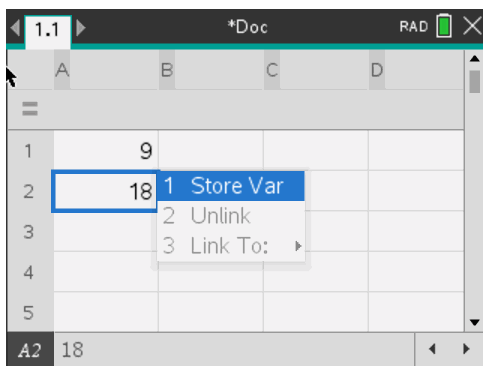 1.1 *Doc RAD
A B C D
=
1 9
2 18
3
4
5
1 Store Var
2 Unlink
3 Link To:
A2 18